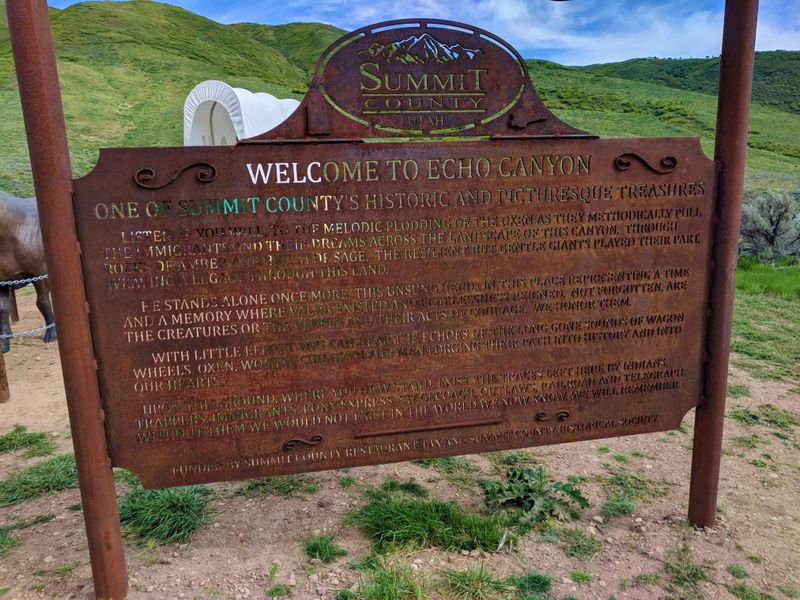 SUMMIT
COUNTY
UTAH
WELCOME TO ECHO CANYON
ONE OF SUMMIT COUNTY'S HISTORIC AND PICTURESQUE TREASURES
LISTEN, IF YOU WILL, TO THE MELODIC PLODDING OF THE OXEN AS THEY METHODICALLY PULL
THE IMMIGRANTS AND THEIR DREAMS ACROSS THE LANDSCAPE OF THIS CANYON. THROUGH
ROCKS OF AMBER AND BRUSH OF SAGE, THE RESILIENT BUT GENTLE GIANTS PLAYED THEIR PART,
WEAVING A LEGACY THROUGH THIS LAND.
HE STANDS ALONE ONCE MORE, THIS UNSUNG HERO, IN THIS PLACE REPRESENTING A TIME
AND A MEMORY WHERE VALOR EXISTED AND FEARLESSNESS REIGNED. NOT FORGOTTEN, ARE
THE CREATURES OR THE PEOPLE AND THEIR ACTS OF COURAGE. WE HONOR THEM.
WITH LITTLE EFFORT YOU CAN HEAR THE ECHOES OF THE LONG GONE SOUNDS OF WAGON
WHEELS, OXEN, WOMEN, CHILDREN AND MEN FORGING THEIR PATH INTO HISTORY AND INTO
OUR HEARTS.
UPON THIS GROUND, WHERE YOU NOW STAND, EXIST THE TRACES LEFT HERE BY INDIANS,
TRAPPERS, IMMIGRANTS, PONY EXPRESS, STAGECOACH, OUTLAWS, RAILROAD AND TELEGRAPH.
WITHOUT THEM WE WOULD NOT EXIST IN THE WORLD WE NOW KNOW. WE WILL REMEMBER.
FUNDED BY SUMMIT COUNTY RESTAURANT TAX AND SUMMIT COUNTY HISTORICAL SOCIETY